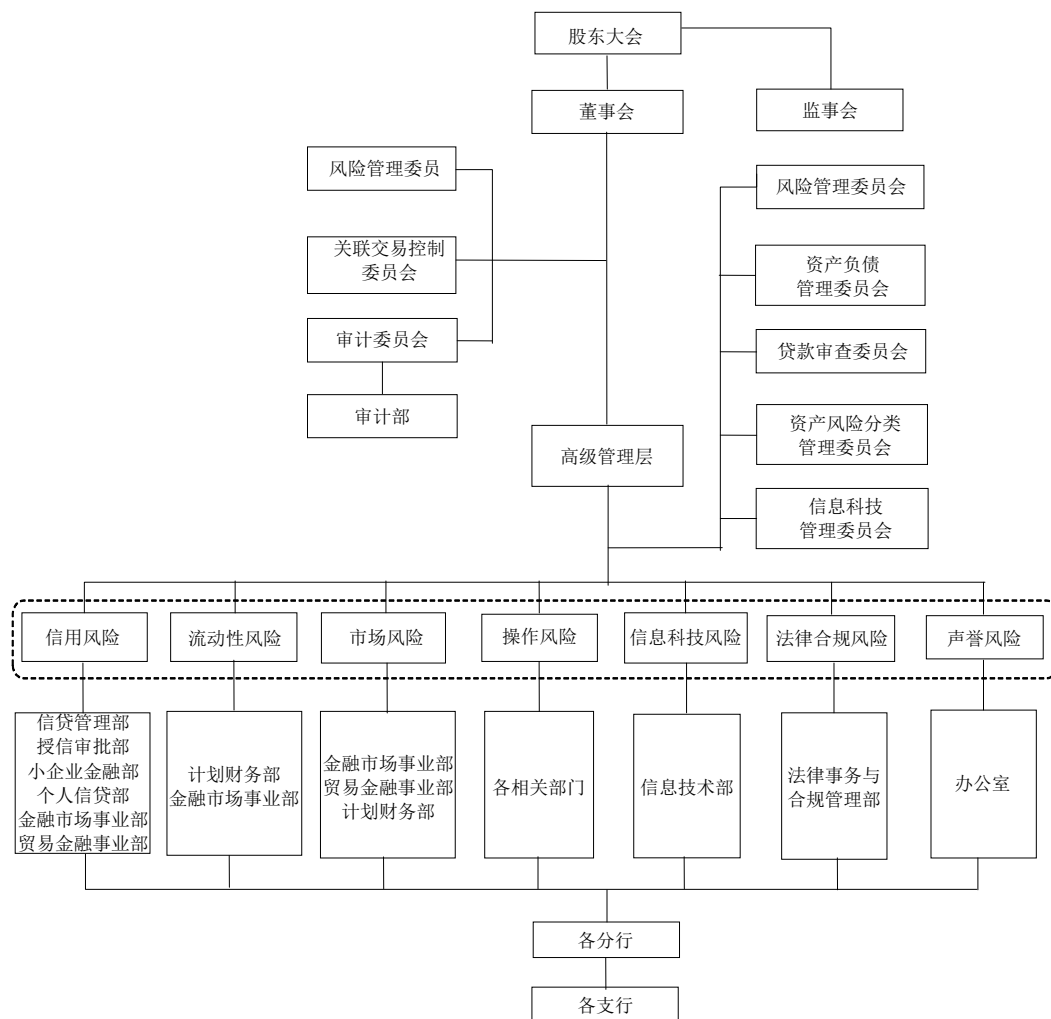 股东大会
董事会
监事会
风险管理委员
风险管理委员会
关联交易控制
委员会
资产负债
管理委员会
审计委员会
贷款审查委员会
审计部
资产风险分类
管理委员会
高级管理层
信息科技
管理委员会
信用风险
流动性风险
市场风险
操作风险
信息科技风险
法律合规风险
声誉风险
信贷管理部
授信审批部
小企业金融部
个人信贷部
金融市场事业部
贸易金融事业部
计划财务部
金融市场事业部
金融市场事业部
贸易金融事业部
计划财务部
各相关部门
信息技术部
法律事务与
合规管理部
办公室
各分行
各支行